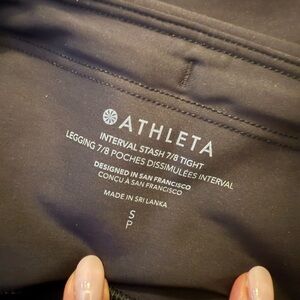 ATHLETA
INTERVAL STASH 7/8 TIGHT
LEGGING 7/8 POCHES DISSIMULÉES INTERVAL
DESIGNED IN SAN FRANCISCO
CONÇU À SAN FRANCISCO
MADE IN SRI LANKA
S
P